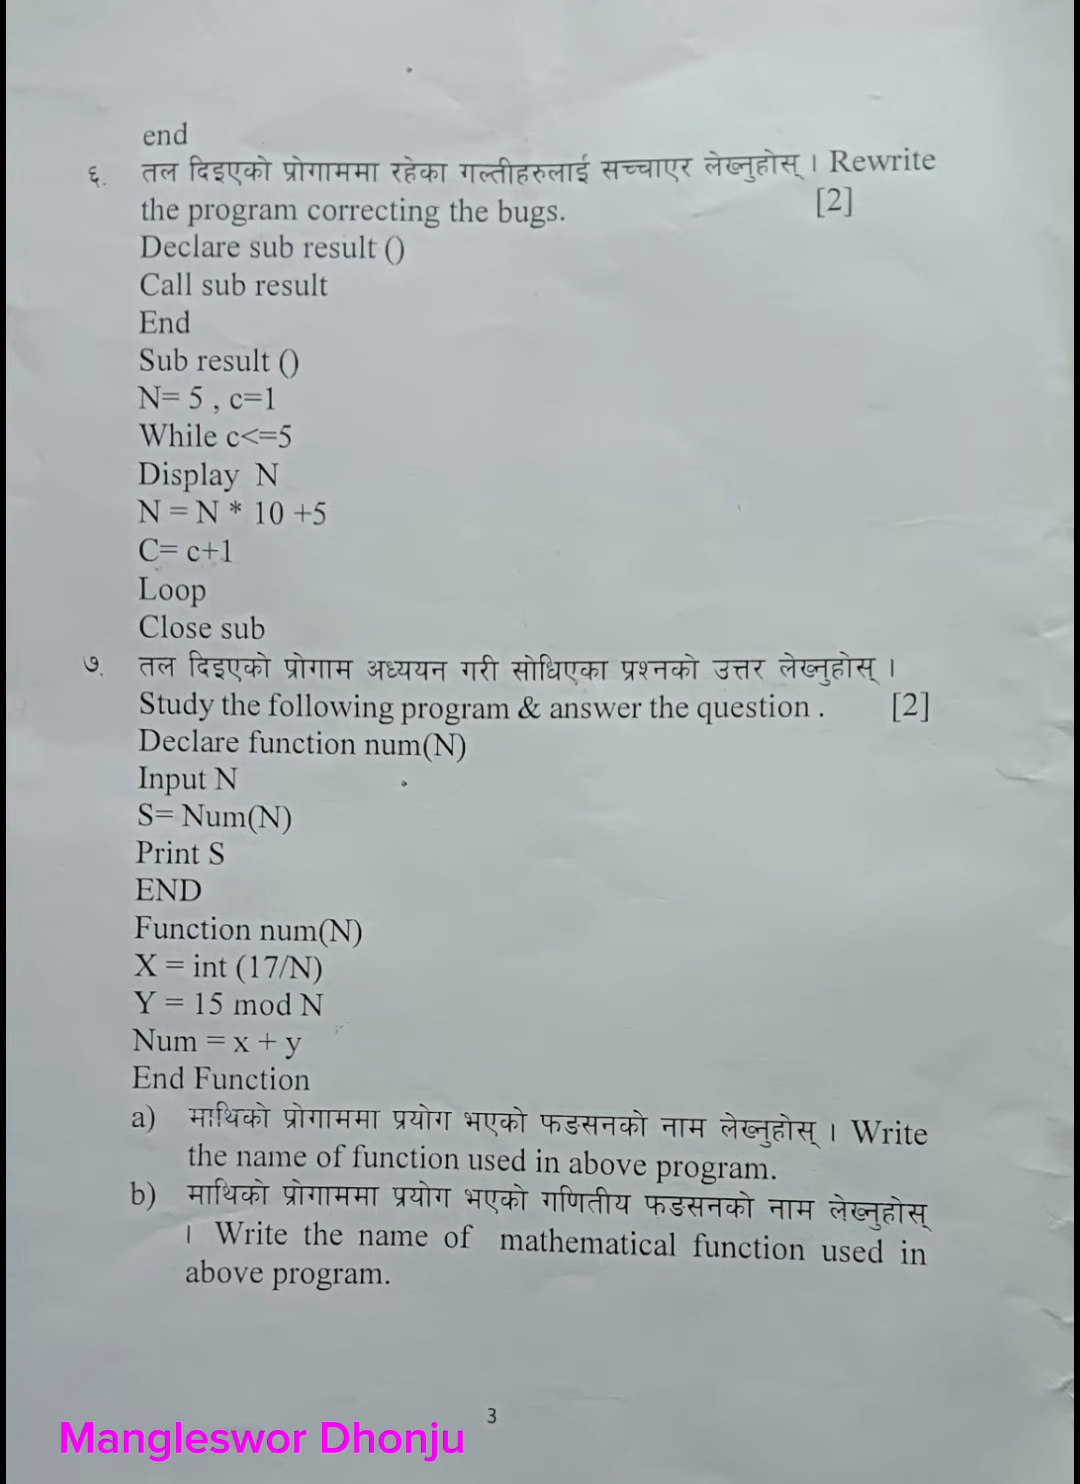 end
६. तल दिइएको प्रोगाममा रहेका गल्तीहरुलाई सच्चाएर लेख्नुहोस् । Rewrite
the program correcting the bugs. [2]
Declare sub result ()
Call sub result
End
Sub result ()
N= 5 , c=1
While c<=5
Display N
N = N * 10 +5
C= c+1
Loop
Close sub
७. तल दिइएको प्रोगाम अध्ययन गरी सोधिएका प्रश्नको उत्तर लेख्नुहोस् ।
Study the following program & answer the question . [2]
Declare function num(N)
Input N
S= Num(N)
Print S
END
Function num(N)
X = int (17/N)
Y = 15 mod N
Num = x + y
End Function
a) माथिको प्रोगाममा प्रयोग भएको फङसनको नाम लेख्नुहोस् । Write
the name of function used in above program.
b) माथिको प्रोगाममा प्रयोग भएको गणितीय फङसनको नाम लेख्नुहोस्
। Write the name of mathematical function used in
above program.
3
Mangleswor Dhonju